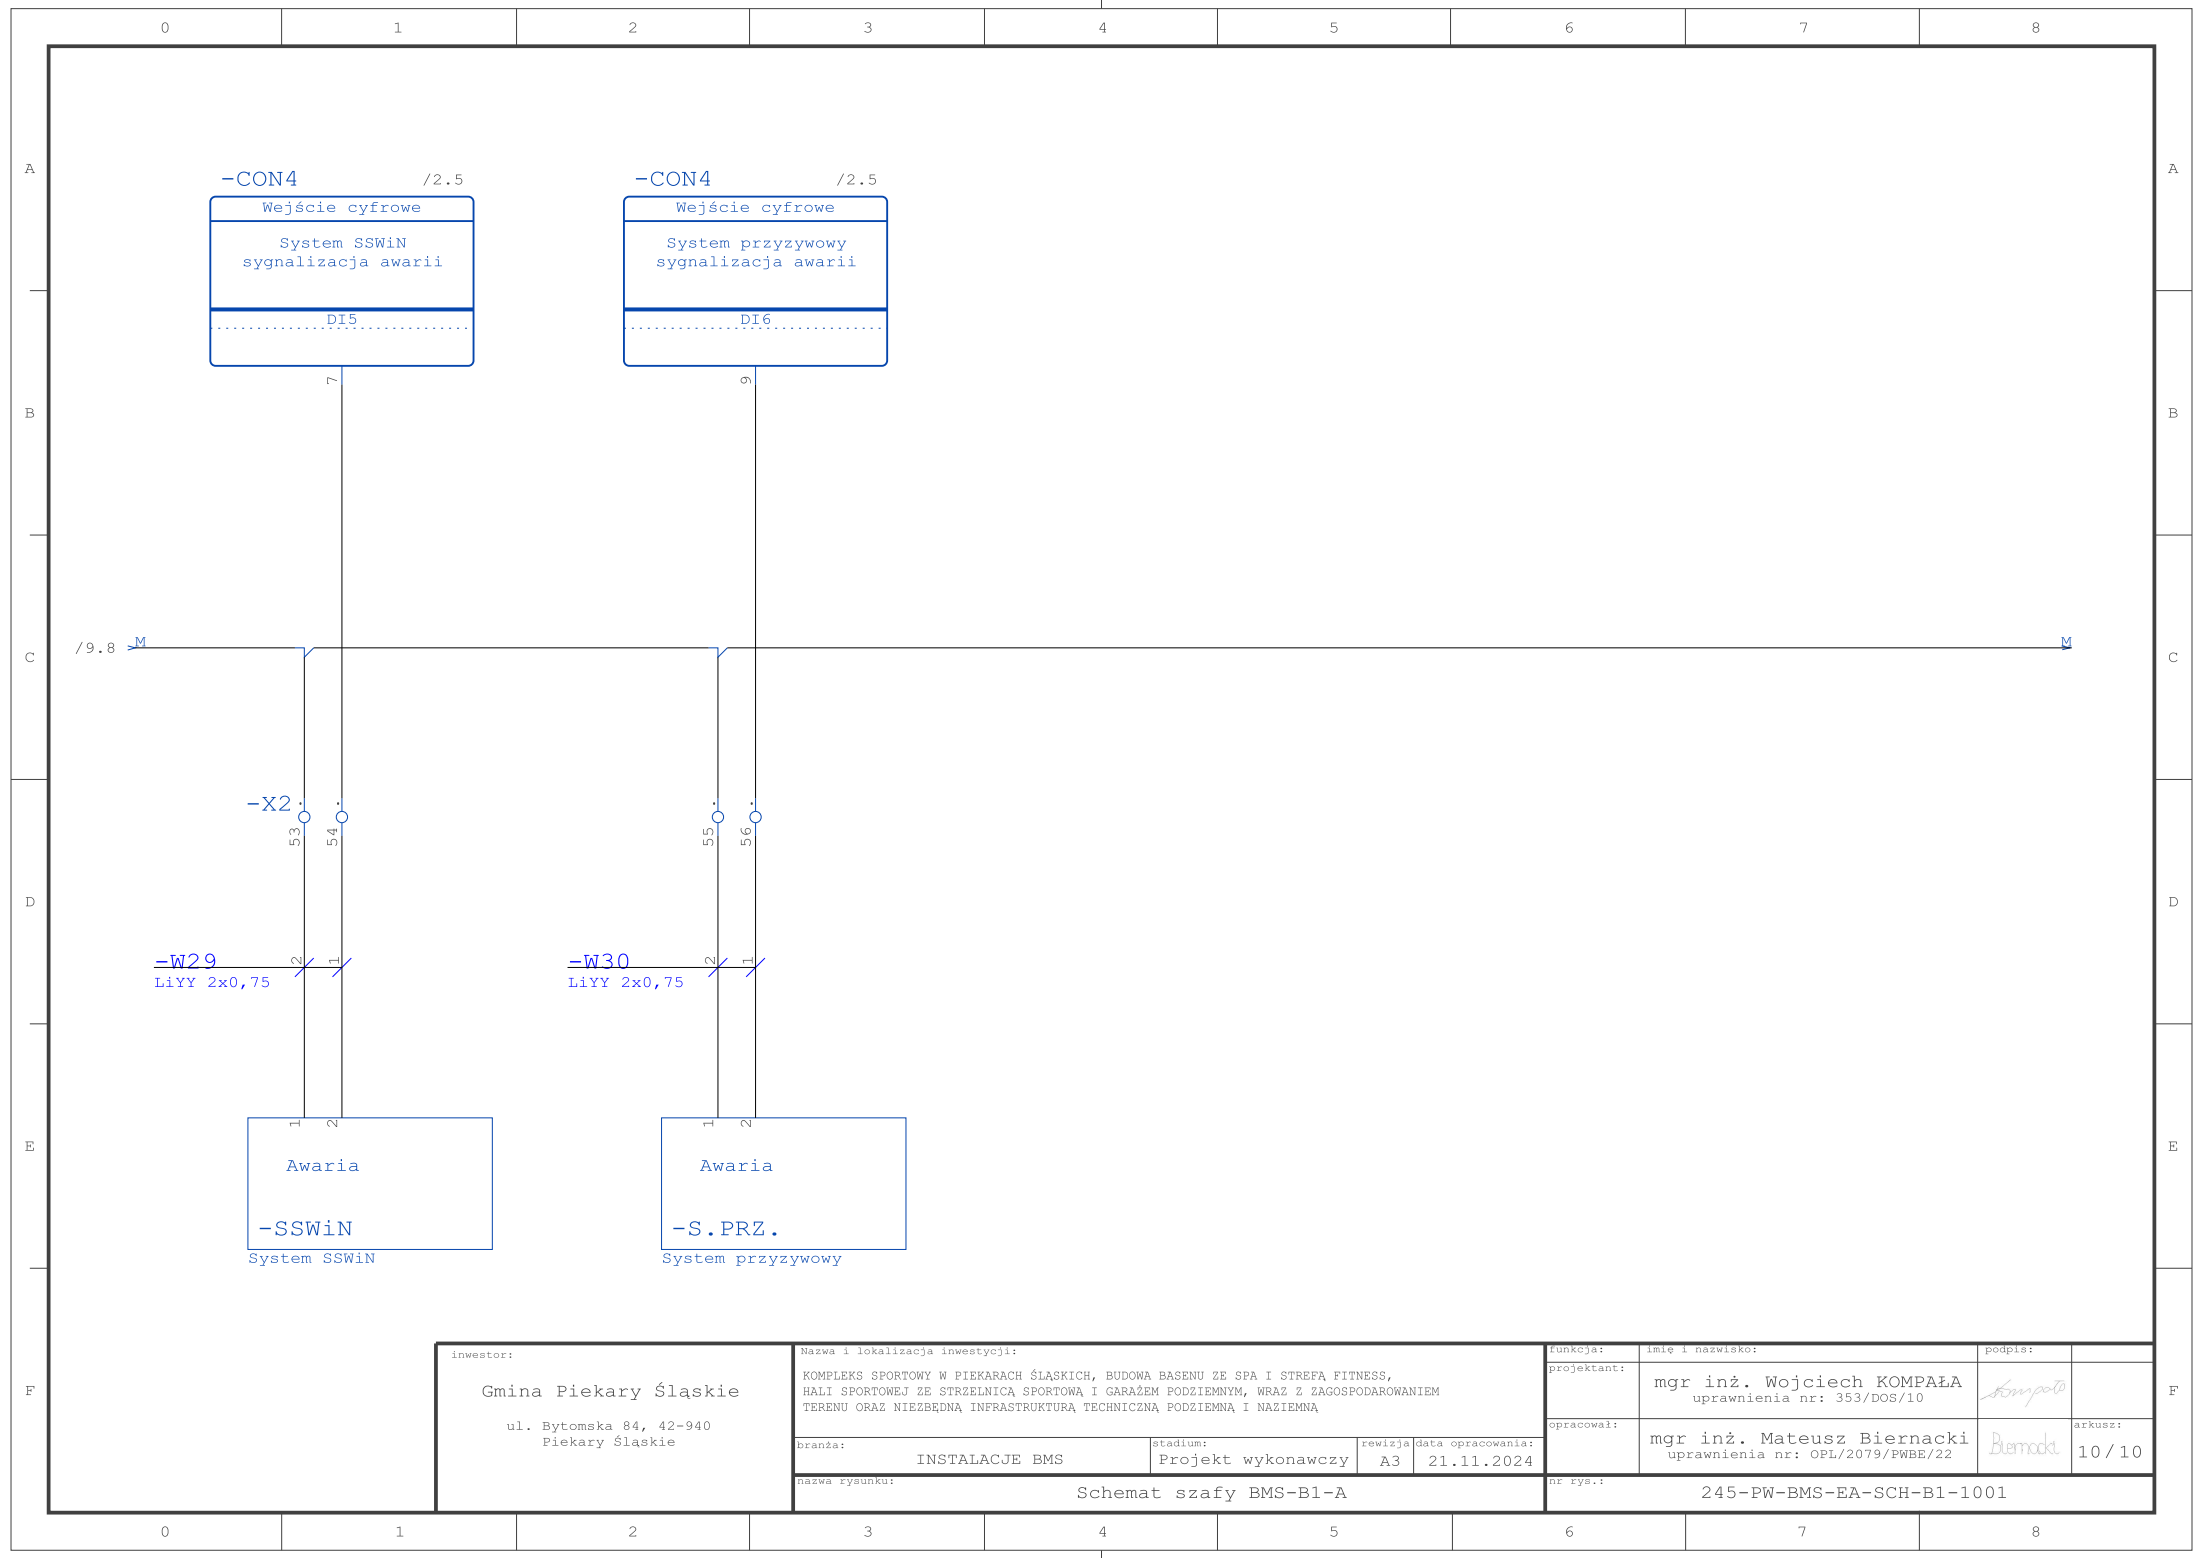 0 1 2 3 4 5 6 7 8
A A
-CON4 /2.5 -CON4 /2.5
Wejście cyfrowe Wejście cyfrowe
System SSWiN System przyzywowy
sygnalizacja awarii sygnalizacja awarii
DI5 DI6
7 9
B B
/9.8 M M
C C
-X2
53 54 55 56
D D
-W29 2 1 -W30 2 1
LiYY 2x0,75 LiYY 2x0,75
1 2 1 2
E E
Awaria Awaria
-SSWiN -S.PRZ.
System SSWiN System przyzywowy
F F
inwestor:
Gmina Piekary Śląskie
ul. Bytomska 84, 42-940
Piekary Śląskie
Nazwa i lokalizacja inwestycji:
KOMPLEKS SPORTOWY W PIEKARACH ŚLĄSKICH, BUDOWA BASENU ZE SPA I STREFĄ FITNESS,
HALI SPORTOWEJ ZE STRZELNICĄ SPORTOWĄ I GARAŻEM PODZIEMNYM, WRAZ Z ZAGOSPODAROWANIEM
TERENU ORAZ NIEZBĘDNĄ INFRASTRUKTURĄ TECHNICZNĄ PODZIEMNĄ I NAZIEMNĄ
branża: stadium: rewizja data opracowania:
INSTALACJE BMS Projekt wykonawczy A3 21.11.2024
nazwa rysunku:
Schemat szafy BMS-B1-A
funkcja: imię i nazwisko: podpis:
projektant:
mgr inż. Wojciech KOMPAŁA Kompała
uprawnienia nr: 353/DOS/10
opracował: arkusz:
mgr inż. Mateusz Biernacki Biernacki 10/10
uprawnienia nr: OPL/2079/PWBE/22
nr rys.:
245-PW-BMS-EA-SCH-B1-1001
0 1 2 3 4 5 6 7 8